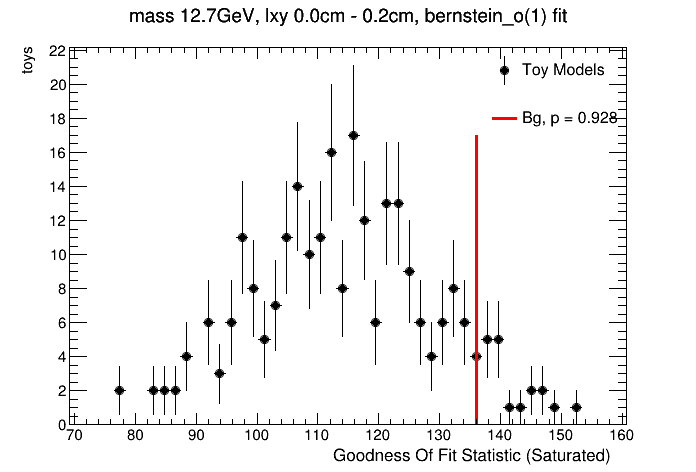 mass 12.7GeV, lxy 0.0cm - 0.2cm, bernstein_o(1) fit
toys
22
20
18
16
14
12
10
8
6
4
2
0
Toy Models
Bg, p = 0.928
70 80 90 100 110 120 130 140 150 160
Goodness Of Fit Statistic (Saturated)